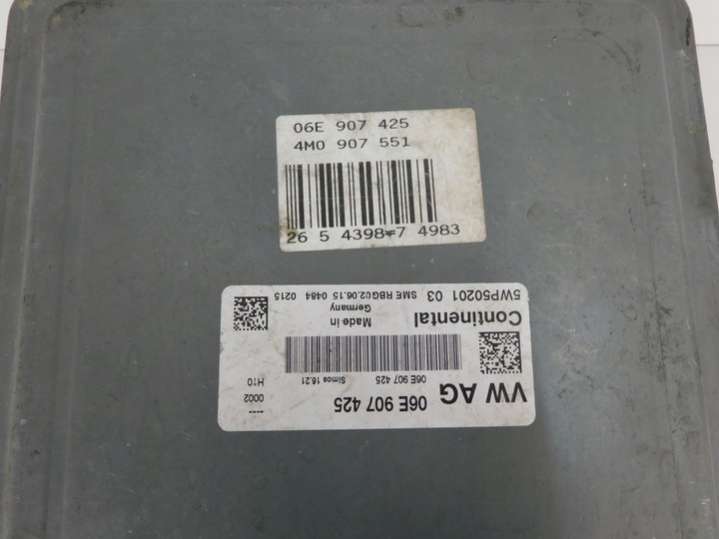 06E 907 425
4M0 907 551
26 5 4398*7 4983
VW AG
06E 907 425
06E 907 425
Simos 16.21
----
0002
H10
Continental
Made in
Germany
5WP50201 03
SME RBG02.06.15 0484 0215